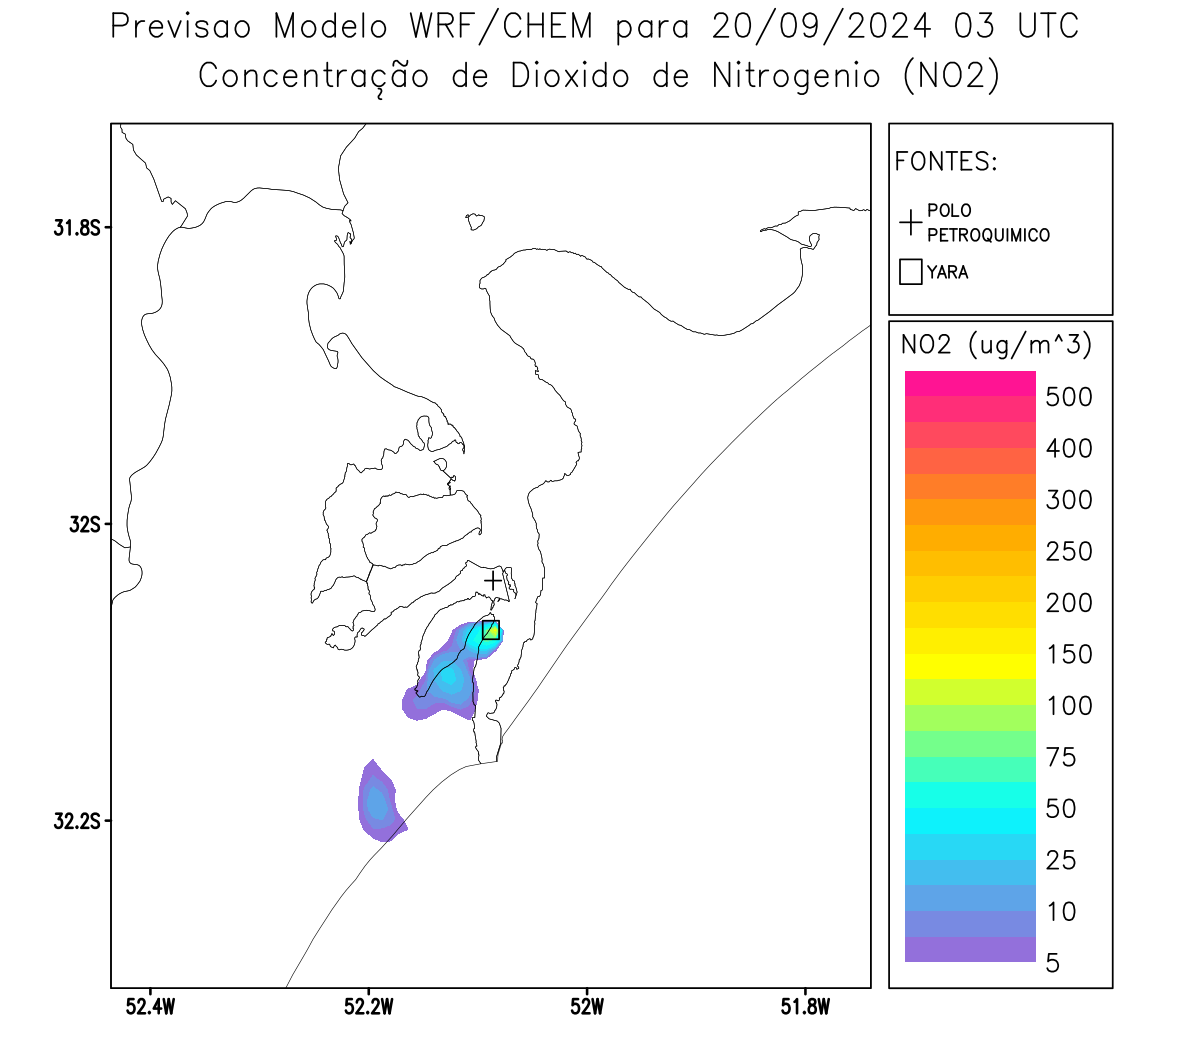 Previsao Modelo WRF/CHEM para 20/09/2024 03 UTC
Concentração de Dioxido de Nitrogenio (NO2)
FONTES:
POLO
PETROQUIMICO
YARA
NO2 (ug/m^3)
500
400
300
250
200
150
100
75
50
25
10
5
31.8S
32S
32.2S
52.4W
52.2W
52W
51.8W